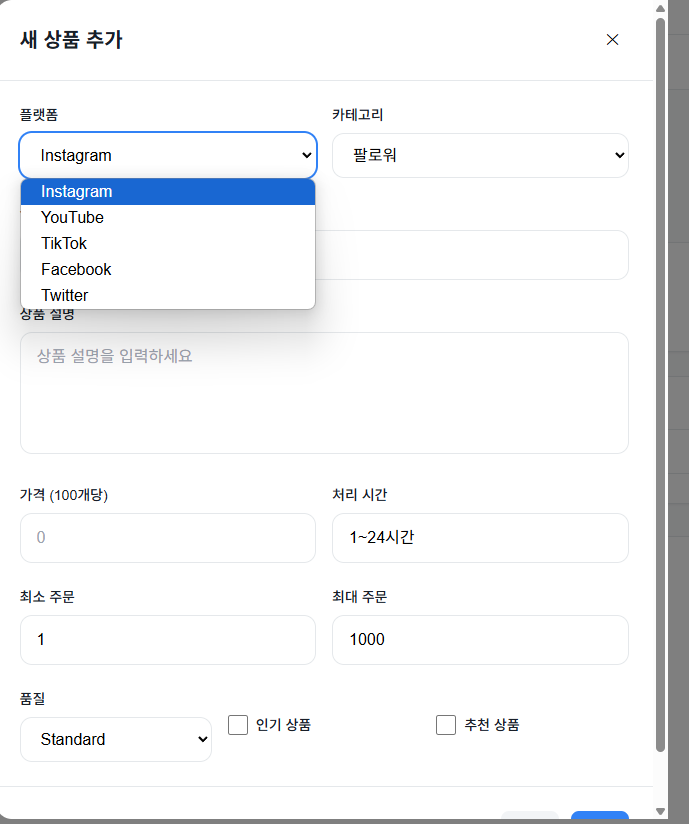 새 상품 추가
플랫폼
카테고리
Instagram
팔로워
Instagram
YouTube
TikTok
Facebook
Twitter
상품 설명
상품 설명을 입력하세요
가격 (100개당)
처리 시간
0
1~24시간
최소 주문
최대 주문
1
1000
품질
Standard
인기 상품
추천 상품